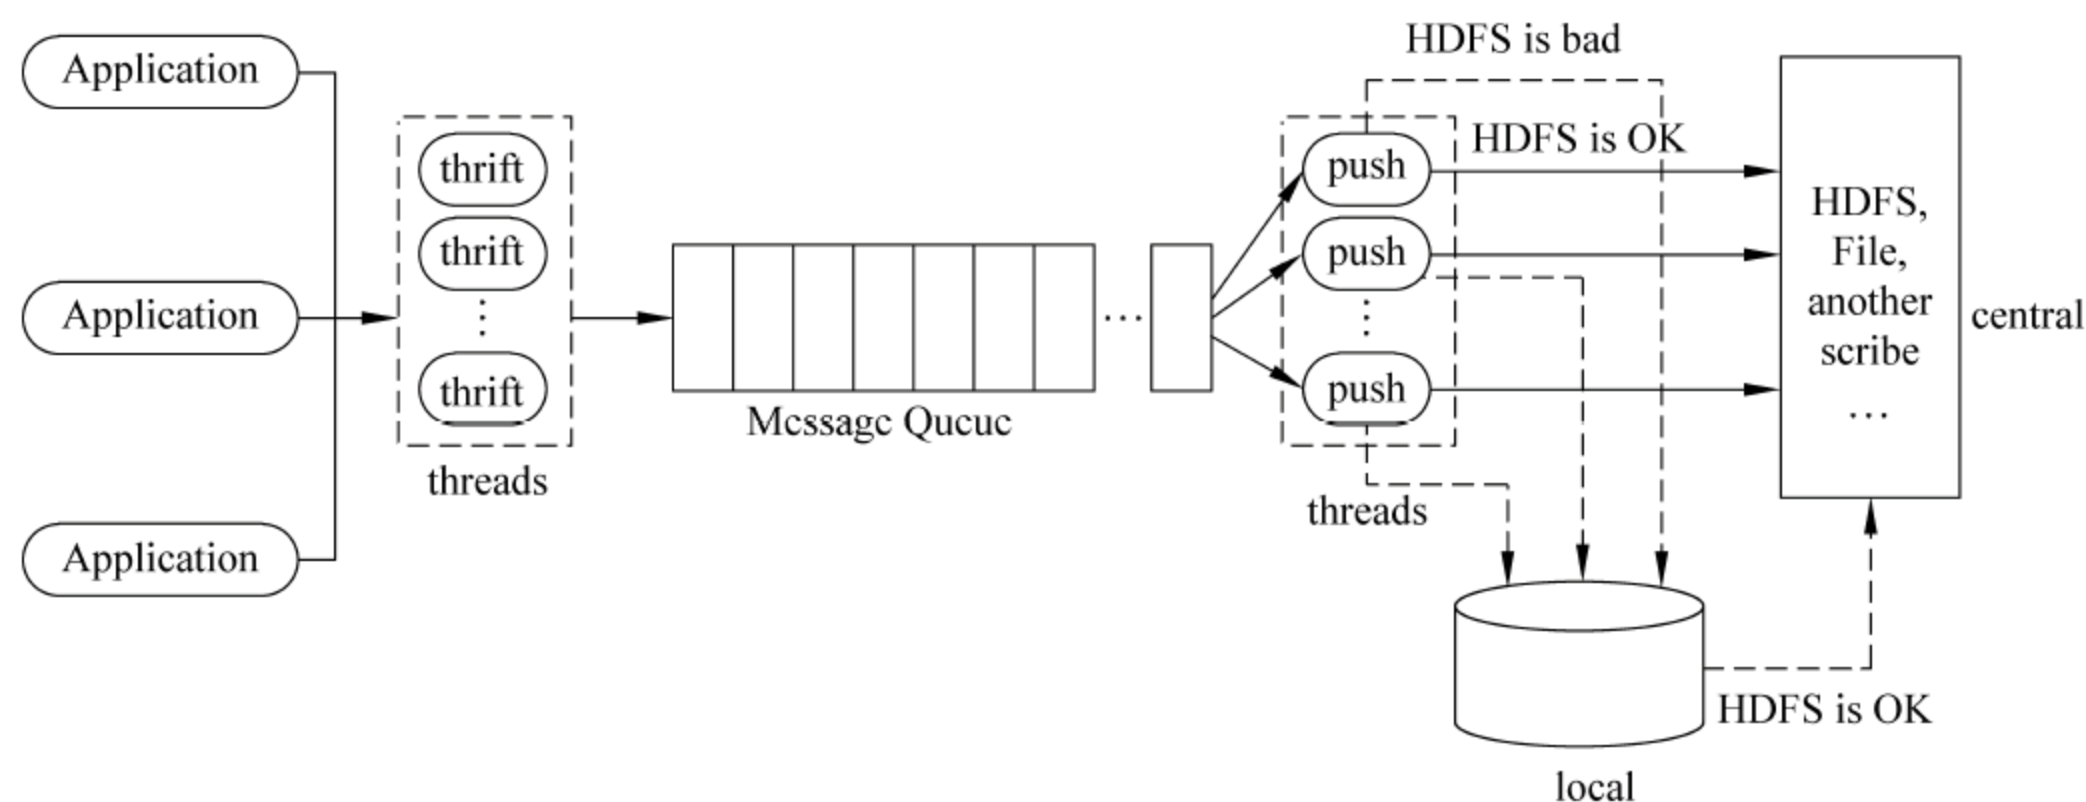 Application
Application
Application
thrift
thrift
⋮
thrift
threads
Mcssagc Qucuc
…
HDFS is bad
HDFS is OK
push
push
⋮
push
threads
HDFS,
File,
another
scribe
…
central
HDFS is OK
local